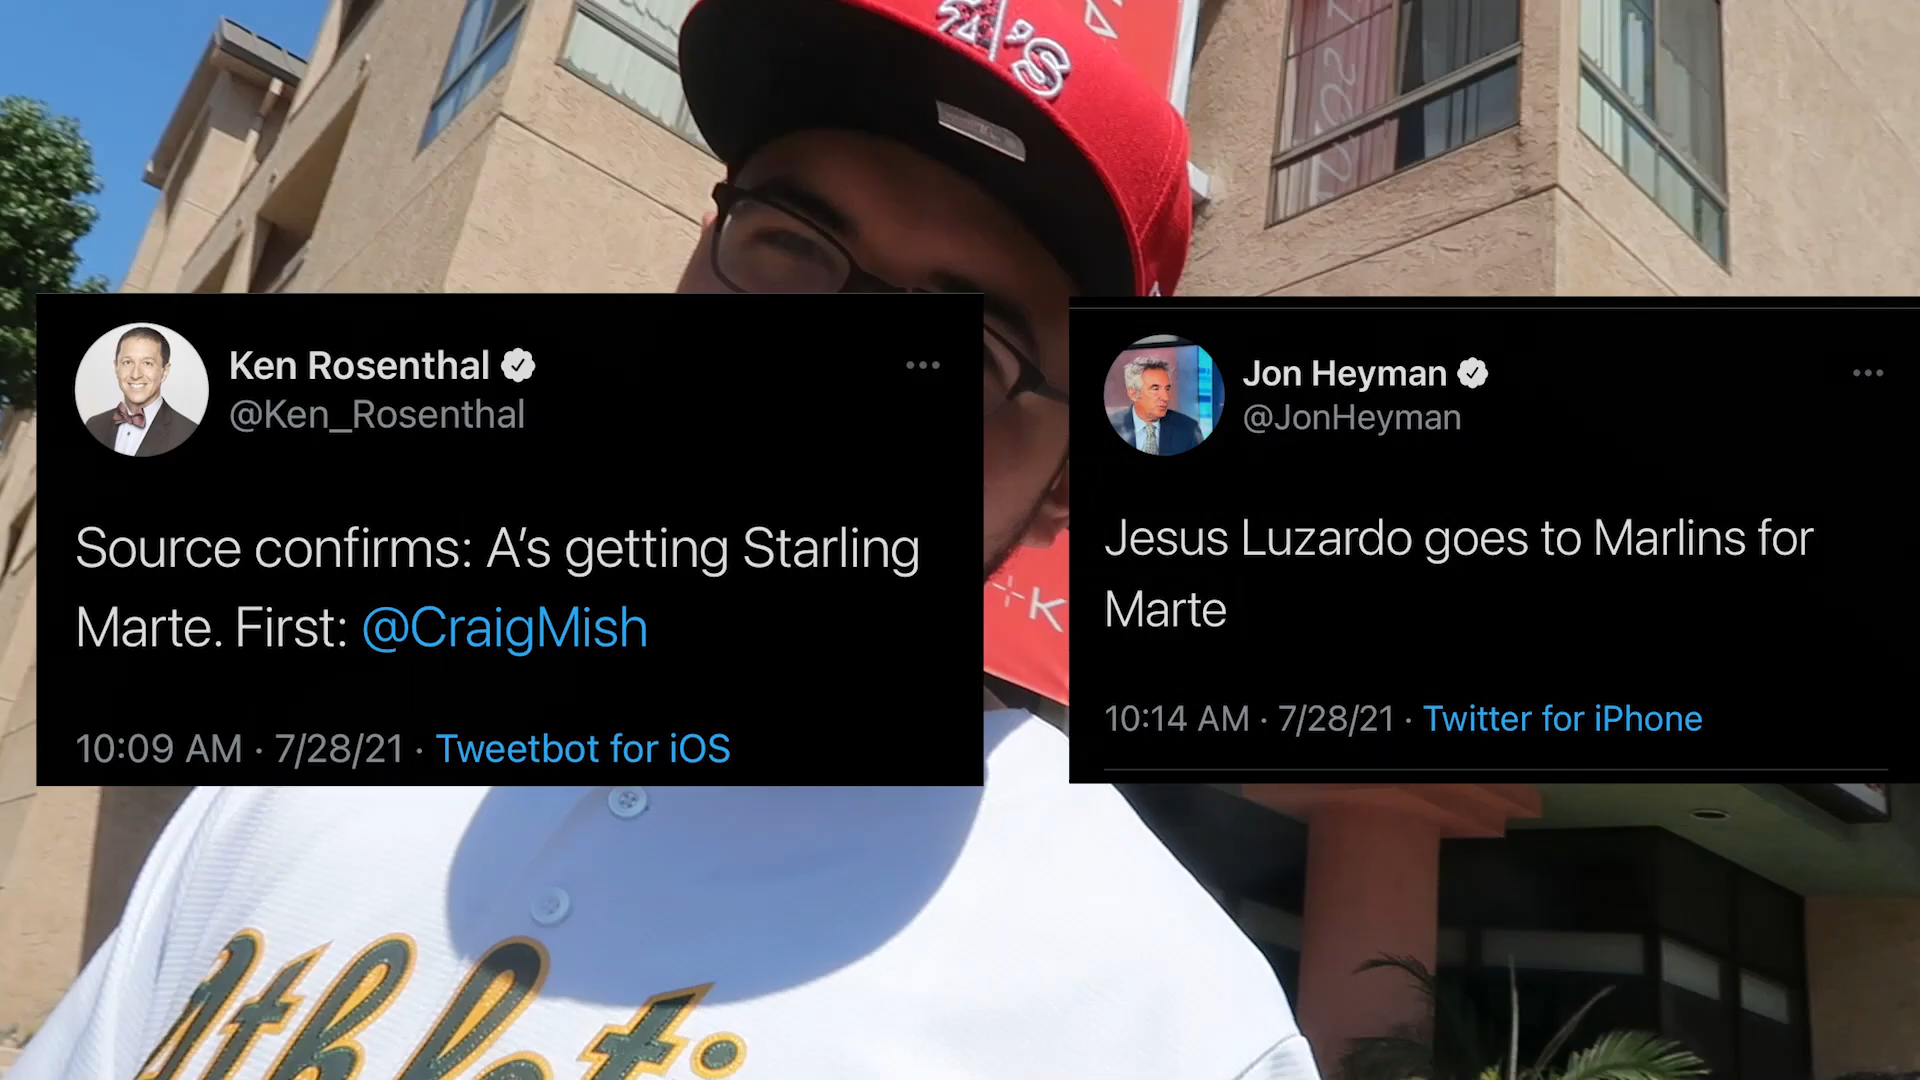 A's
Ken Rosenthal
@Ken_Rosenthal
Source confirms: A's getting Starling
Marte. First: @CraigMish
10:09 AM · 7/28/21 · Tweetbot for iOS
Jon Heyman
@JonHeyman
Jesus Luzardo goes to Marlins for
Marte
10:14 AM · 7/28/21 · Twitter for iPhone
K
Athleti